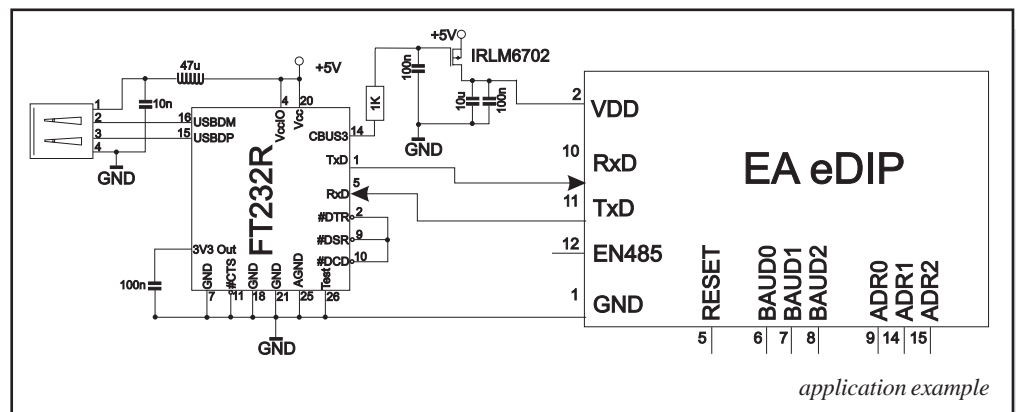 +5V
47u
+5V
IRLM6702
100n
1K
10u
100n
10n
1
2
3
4
GND
16
USBDM
15
USBDP
4
VccIO
20
Vcc
CBUS3
14
TxD
1
RxD
5
#DTR
2
#DSR
9
#DCD
10
FT232R
3V3 Out
100n
GND
7
#CTS
11
GND
18
GND
21
AGND
25
Test
26
GND
GND
2
VDD
10
RxD
11
TxD
12
EN485
1
GND
EA eDIP
RESET
BAUD0
BAUD1
BAUD2
ADR0
ADR1
ADR2
5
6
7
8
9
14
15
application example